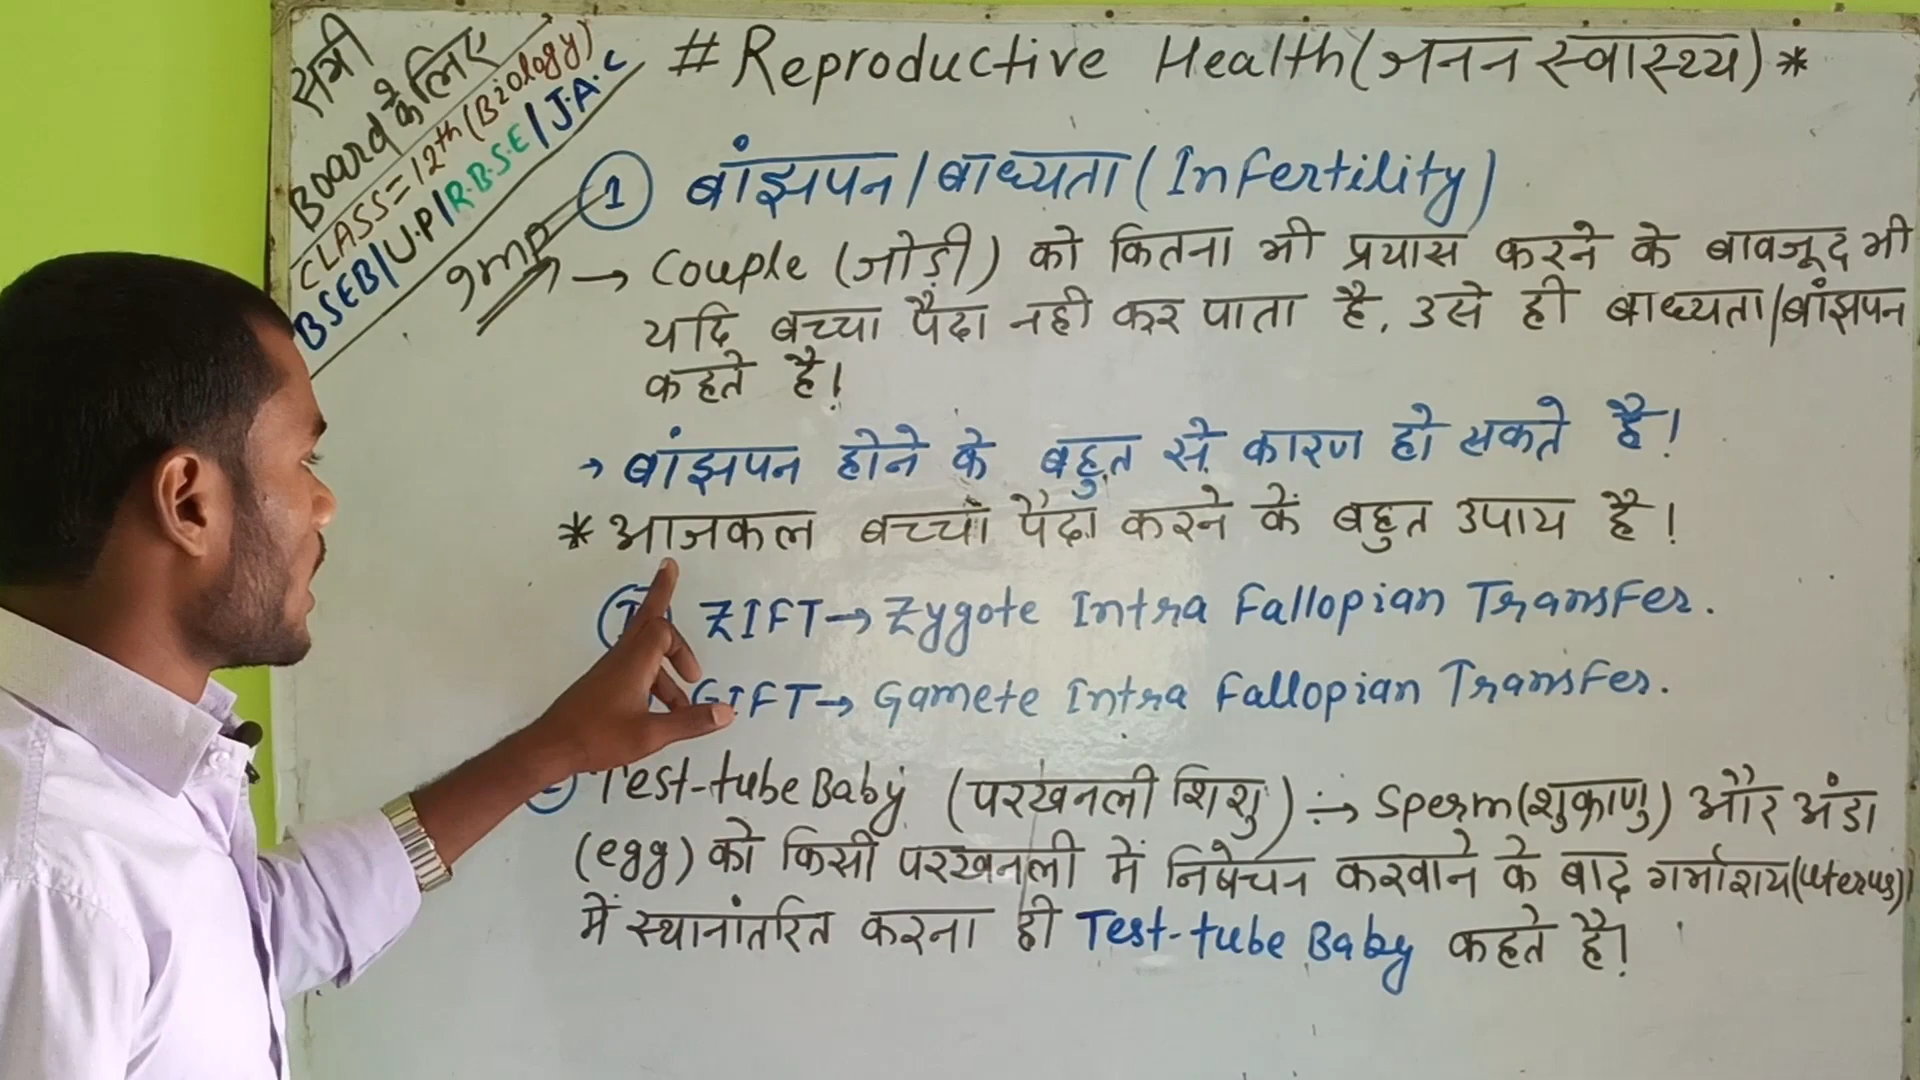 सभी
Board के लिए
CLASS=12th (Biology)
BSEB/U.P/R.B.S.E/J.A.C
Imp
#Reproductive Health(जनन स्वास्थ्य)*
① बांझपन/बाध्यता (Infertility)
→ Couple (जोड़ी) को कितना भी प्रयास करने के बावजूद भी
यदि बच्चा पैदा नही कर पाता है, उसे ही बाध्यता/बांझपन
कहते है!
→ बांझपन होने के बहुत से कारण हो सकते है!
* आजकल बच्चा पैदा करने के बहुत उपाय है!
ZIFT→ Zygote Intra Fallopian Transfer.
GIFT→ Gamete Intra Fallopian Transfer.
Test-tube Baby (परखनली शिशु) :→ Sperm(शुक्राणु) और अंडा
(egg) को किसी परखनली में निषेचन करवाने के बाद गर्भाशय(uterus)
में स्थानांतरित करना ही Test-tube Baby कहते है!